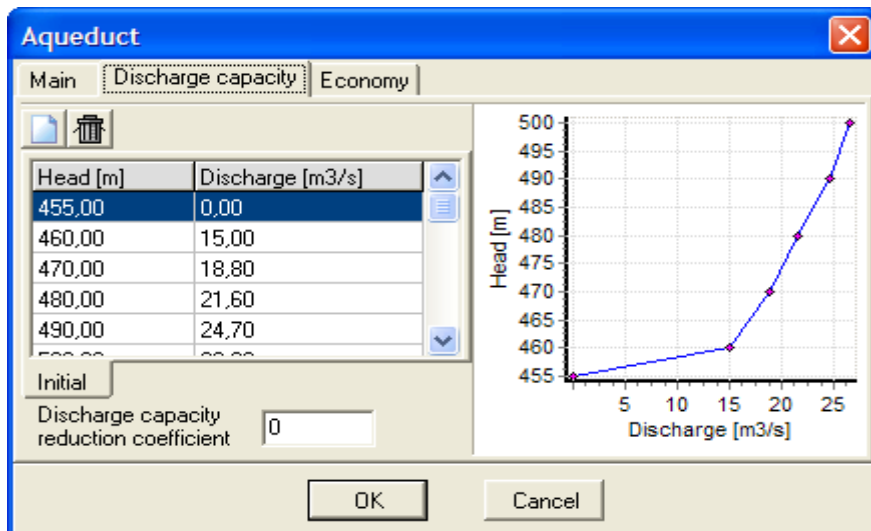 Aqueduct
Main Discharge capacity Economy
Head [m] Discharge [m3/s]
455,00 0,00
460,00 15,00
470,00 18,80
480,00 21,60
490,00 24,70
Initial
Discharge capacity
reduction coefficient 0
500
495
490
485
480
475
470
465
460
455
Head [m]
5 10 15 20 25
Discharge [m3/s]
OK Cancel